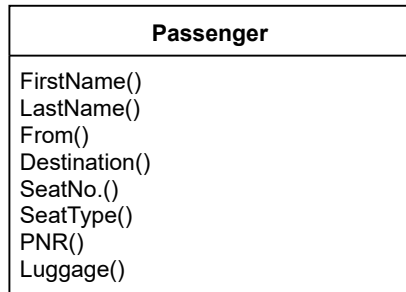 Passenger
FirstName()
LastName()
From()
Destination()
SeatNo.()
SeatType()
PNR()
Luggage()